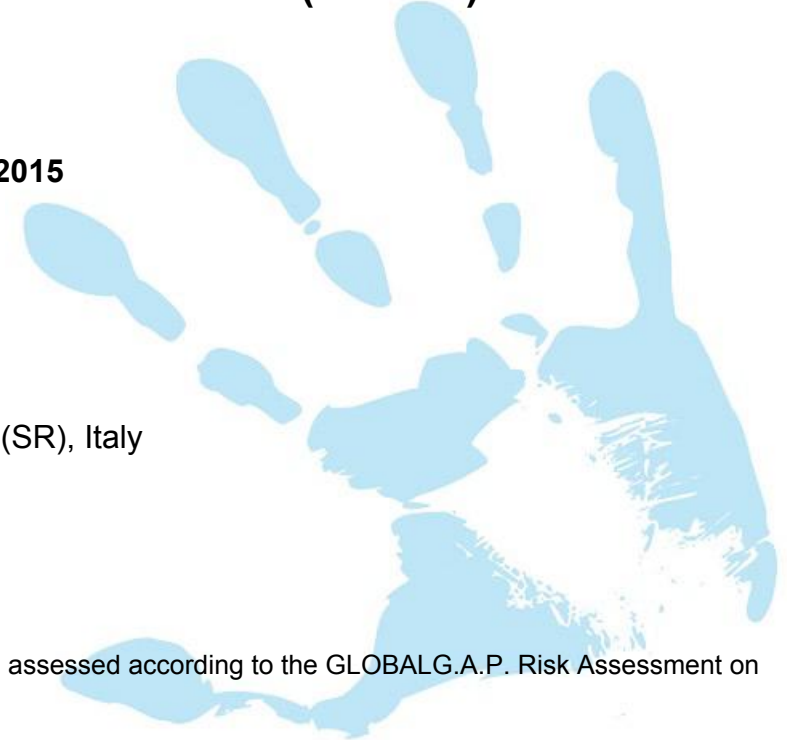 2015
(SR), Italy
assessed according to the GLOBALG.A.P. Risk Assessment on